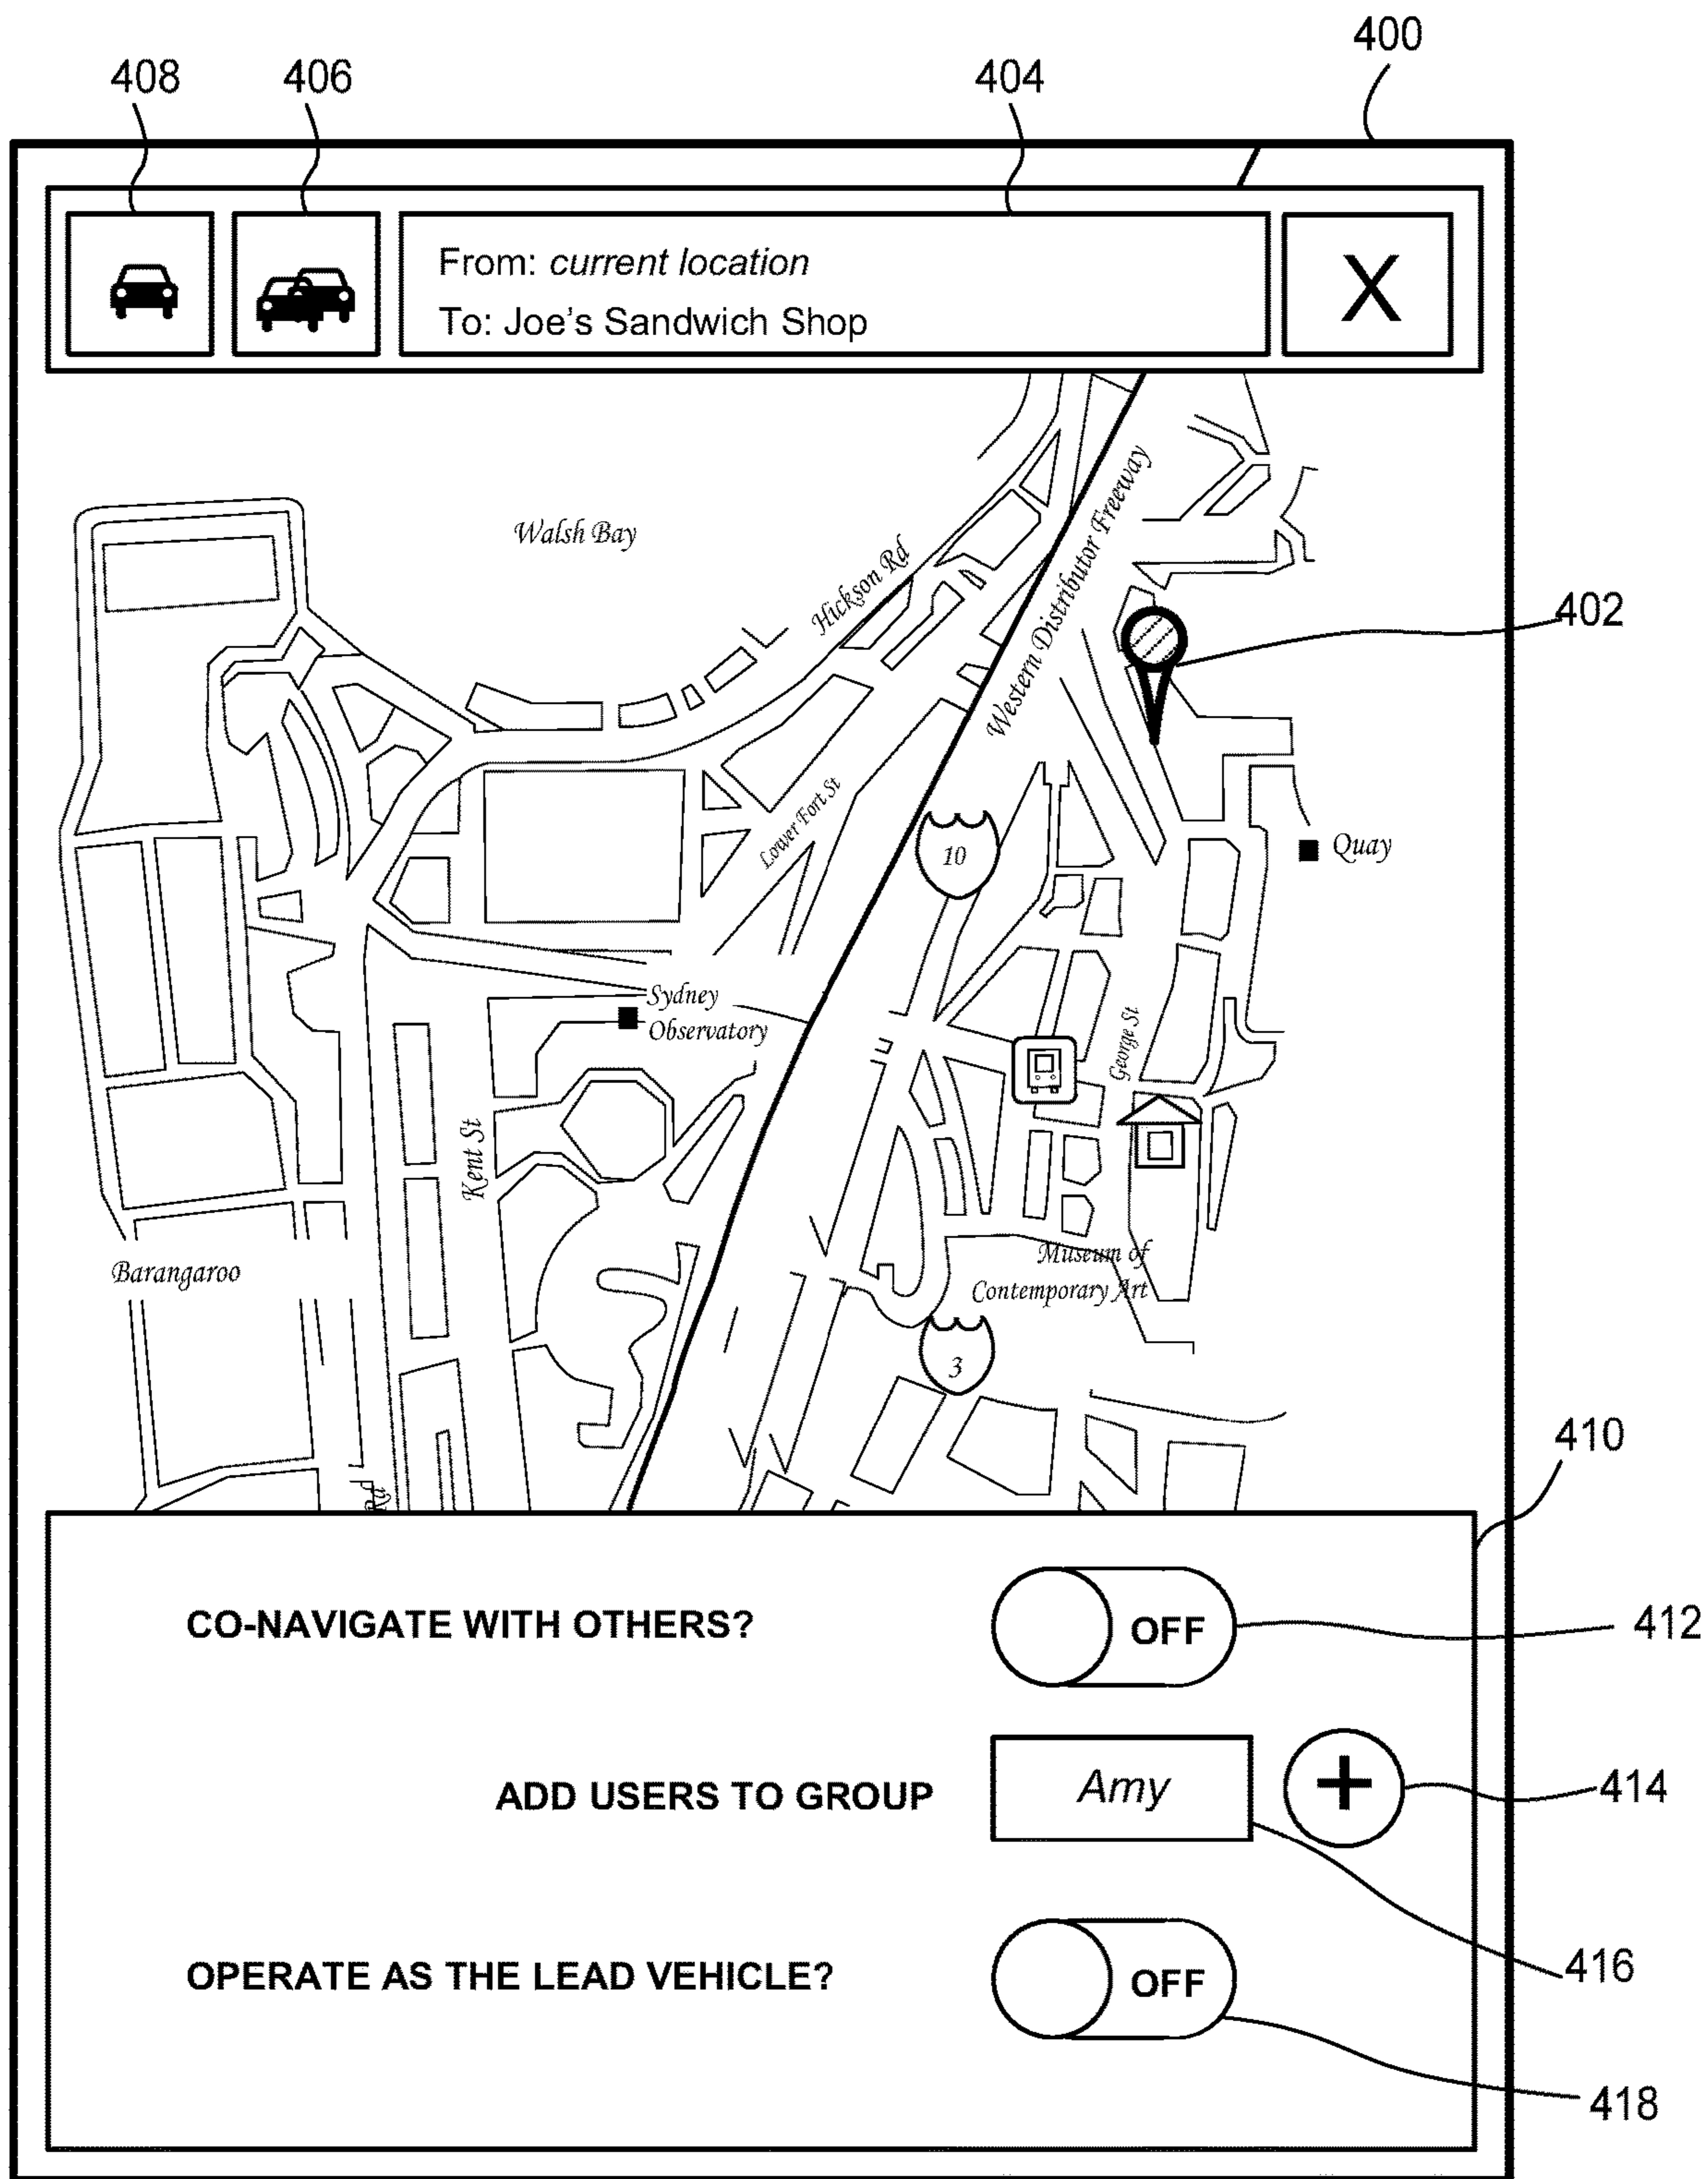 400
408
406
404
From: current location
To: Joe's Sandwich Shop
X
Walsh Bay
Hickson Rd
Western Distributor Freeway
402
Lower Fort St
10
Quay
Sydney
Observatory
George St
Kent St
Museum of
Contemporary Art
Barangaroo
3
Rd
410
CO-NAVIGATE WITH OTHERS?
OFF
412
ADD USERS TO GROUP
Amy
+
414
416
OPERATE AS THE LEAD VEHICLE?
OFF
418